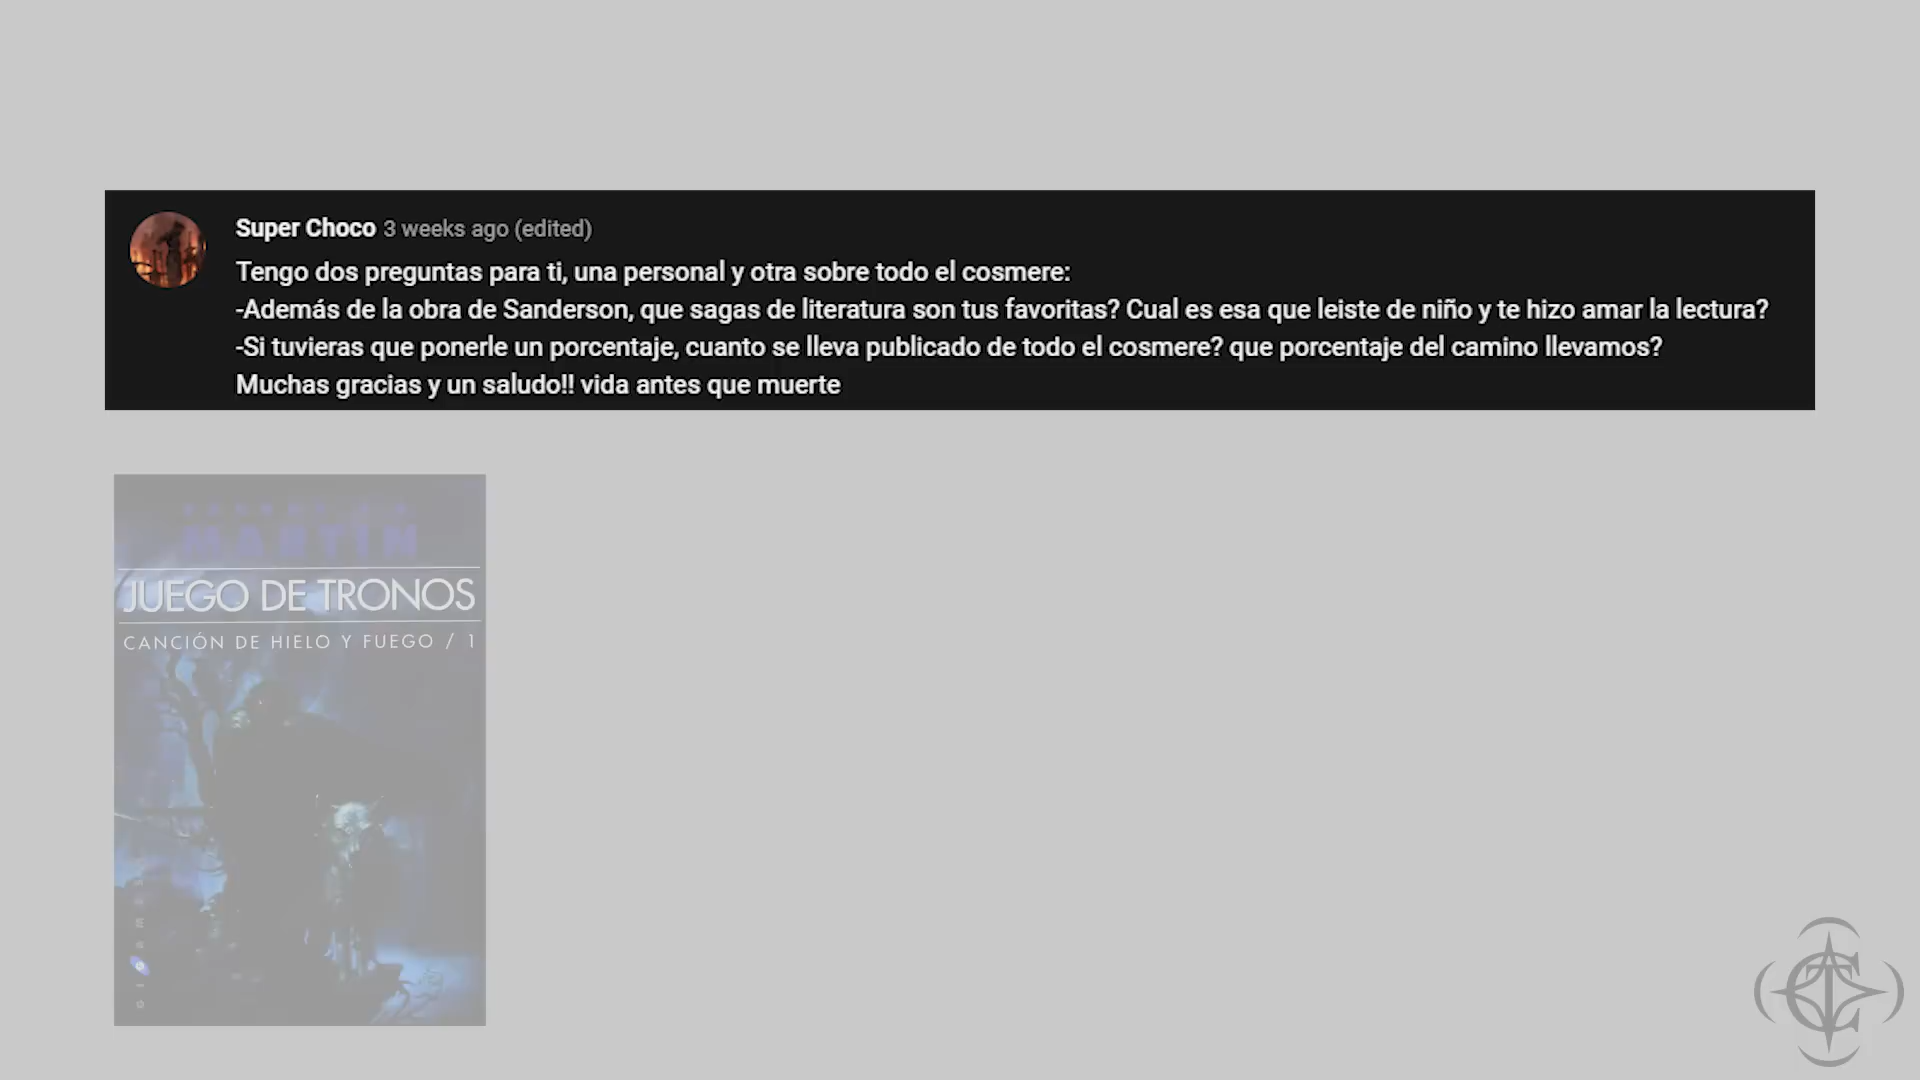 Super Choco 3 weeks ago (edited)
Tengo dos preguntas para ti, una personal y otra sobre todo el cosmere:
-Además de la obra de Sanderson, que sagas de literatura son tus favoritas? Cual es esa que leiste de niño y te hizo amar la lectura?
-Si tuvieras que ponerle un porcentaje, cuanto se lleva publicado de todo el cosmere? que porcentaje del camino llevamos?
Muchas gracias y un saludo!! vida antes que muerte
MARTIN
JUEGO DE TRONOS
CANCIÓN DE HIELO Y FUEGO / 1